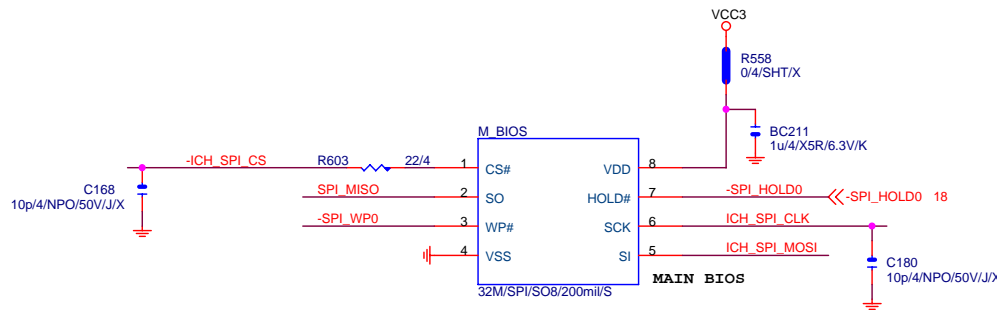 VCC3
R558
0/4/SHT/X
M_BIOS
BC211
1u/4/X5R/6.3V/K
-ICH_SPI_CS
R603
22/4
1
CS#
VDD
8
C168
10p/4/NPO/50V/J/X
SPI_MISO
2
SO
HOLD#
7
-SPI_HOLD0
-SPI_HOLD0 18
-SPI_WP0
3
WP#
SCK
6
ICH_SPI_CLK
4
VSS
SI
5
ICH_SPI_MOSI
C180
10p/4/NPO/50V/J/X
MAIN BIOS
32M/SPI/SO8/200mil/S